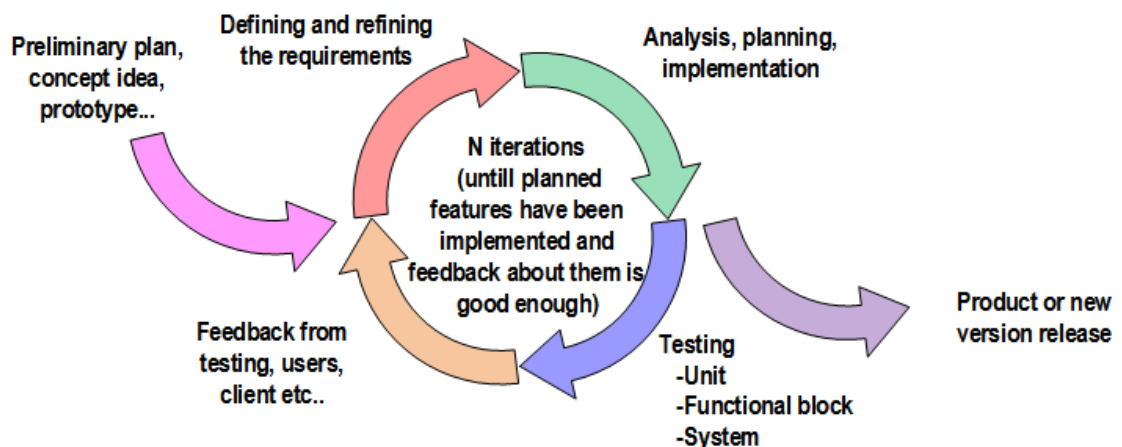 Preliminary plan,
concept idea,
prototype...
Defining and refining
the requirements
Analysis, planning,
implementation
N iterations
(untill planned
features have been
implemented and
feedback about them is
good enough)
Feedback from
testing, users,
client etc..
Testing
-Unit
-Functional block
-System
Product or new
version release